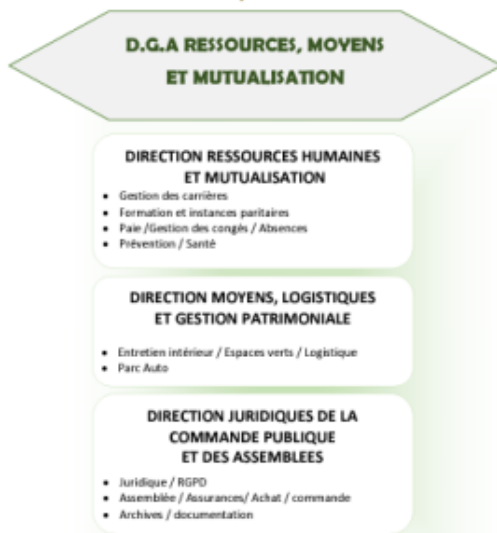 D.G.A RESSOURCES, MOYENS
ET MUTUALISATION
DIRECTION RESSOURCES HUMAINES
ET MUTUALISATION
• Gestion des carrières
• Formation et instances paritaires
• Paie /Gestion des congés / Absences
• Prévention / Santé
DIRECTION MOYENS, LOGISTIQUES
ET GESTION PATRIMONIALE
• Entretien intérieur / Espaces verts / Logistique
• Parc Auto
DIRECTION JURIDIQUES DE LA
COMMANDE PUBLIQUE
ET DES ASSEMBLEES
• Juridique / RGPD
• Assemblée / Assurances/ Achat / commande
• Archives / documentation